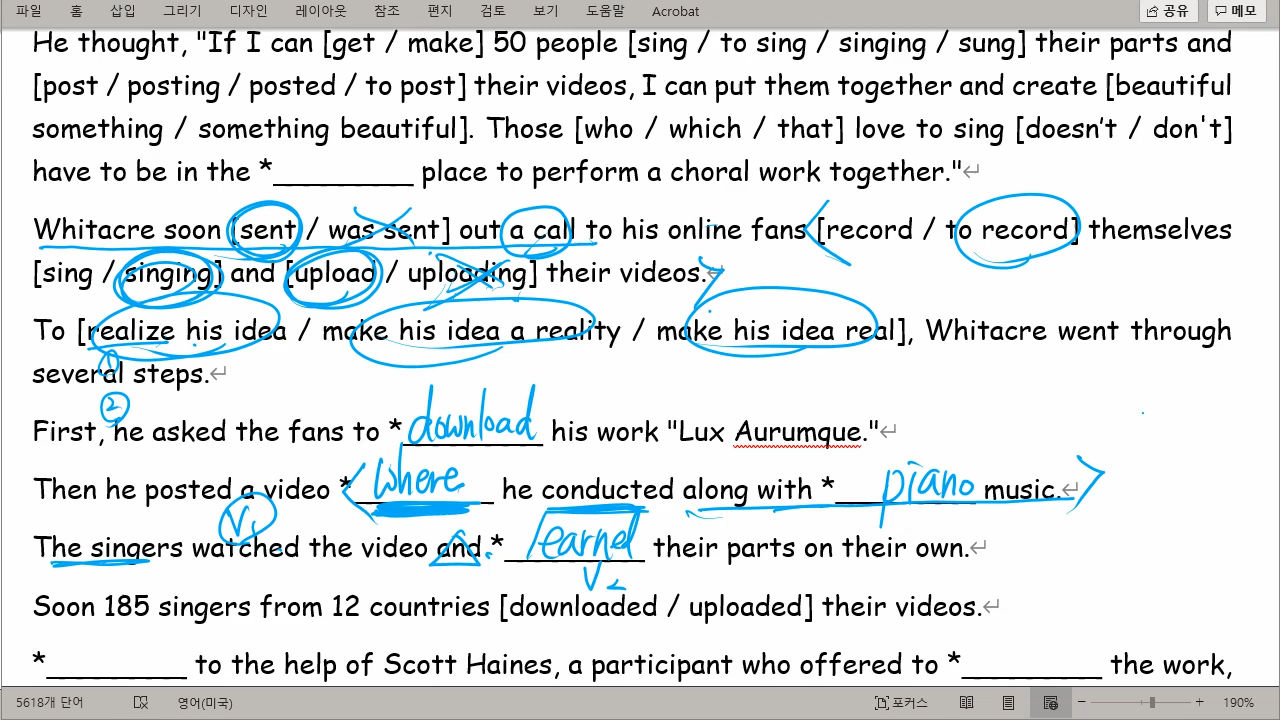 파일 홈 삽입 그리기 디자인 레이아웃 참조 편지 검토 보기 도움말 Acrobat 공유 메모
He thought, "If I can [get / make] 50 people [sing / to sing / singing / sung] their parts and
[post / posting / posted / to post] their videos, I can put them together and create [beautiful
something / something beautiful]. Those [who / which / that] love to sing [doesn't / don't]
have to be in the *_________ place to perform a choral work together."↵
Whitacre soon [sent / was sent] out a call to his online fans [record / to record] themselves
[sing / singing] and [upload / uploading] their videos.↵
To [realize his idea / make his idea a reality / make his idea real], Whitacre went through
several steps.↵
① ②
First, he asked the fans to *download his work "Lux Aurumque."↵
Then he posted a video *where he conducted along with *piano music.↵
V₁
The singers watched the video and *learned their parts on their own.↵
V₂
Soon 185 singers from 12 countries [downloaded / uploaded] their videos.↵
*_________ to the help of Scott Haines, a participant who offered to *_________ the work,
5618개 단어 영어(미국) 포커스 190%